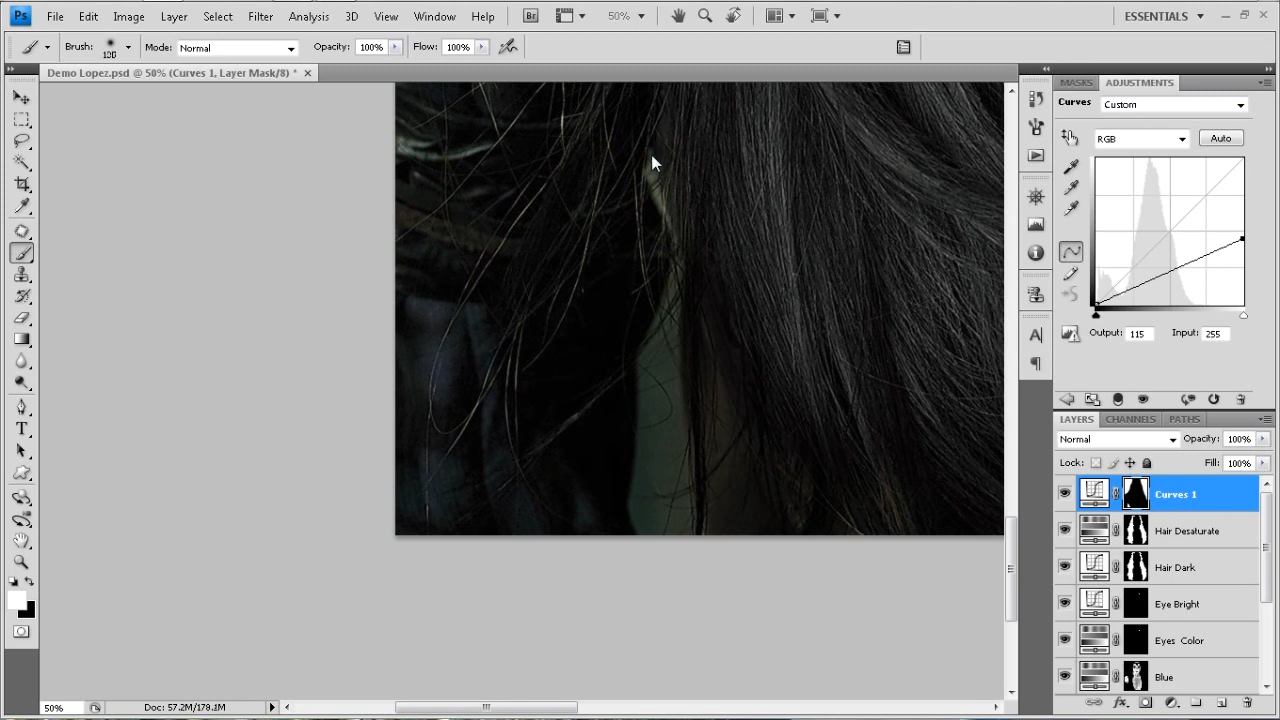 Ps File Edit Image Layer Select Filter Analysis 3D View Window Help Br 50% ESSENTIALS
Brush: 100 Mode: Normal Opacity: 100% Flow: 100%
Demo Lopez.psd @ 50% (Curves 1, Layer Mask/8) *
MASKS ADJUSTMENTS
Curves Custom
RGB Auto
Output: 115 Input: 255
LAYERS CHANNELS PATHS
Normal Opacity: 100%
Lock: Fill: 100%
Curves 1
Hair Desaturate
Hair Dark
Eye Bright
Eyes Color
Blue
50% Doc: 57.2M/178.1M